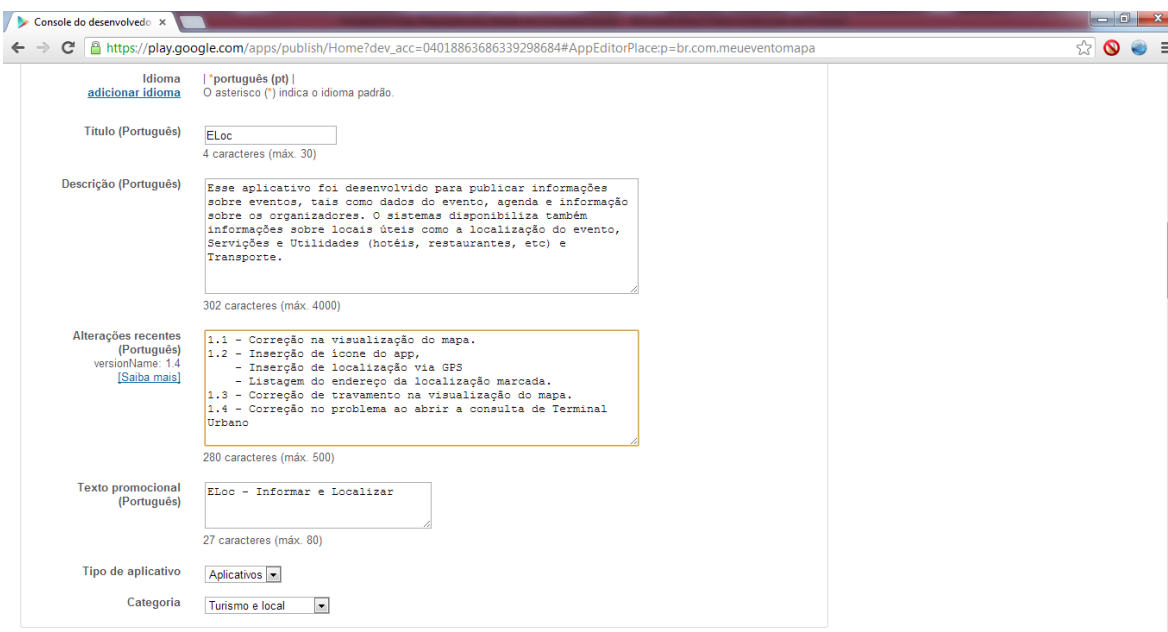 Console do desenvolvedo
https://play.google.com/apps/publish/Home?dev_acc=04018863686339298684#AppEditorPlace:p=br.com.meueventomapa
Idioma | *português (pt) |
adicionar idioma O asterisco (*) indica o idioma padrão.
Título (Português) ELoc
4 caracteres (máx. 30)
Descrição (Português)
Esse aplicativo foi desenvolvido para publicar informações
sobre eventos, tais como dados do evento, agenda e informação
sobre os organizadores. O sistemas disponibiliza também
informações sobre locais úteis como a localização do evento,
Servições e Utilidades (hotéis, restaurantes, etc) e
Transporte.
302 caracteres (máx. 4000)
Alterações recentes
(Português)
versionName: 1.4
[Saiba mais]
1.1 - Correção na visualização do mapa.
1.2 - Inserção de ícone do app,
- Inserção de localização via GPS
- Listagem do endereço da localização marcada.
1.3 - Correção de travamento na visualização do mapa.
1.4 - Correção no problema ao abrir a consulta de Terminal
Urbano
280 caracteres (máx. 500)
Texto promocional
(Português)
ELoc - Informar e Localizar
27 caracteres (máx. 80)
Tipo de aplicativo Aplicativos
Categoria Turismo e local